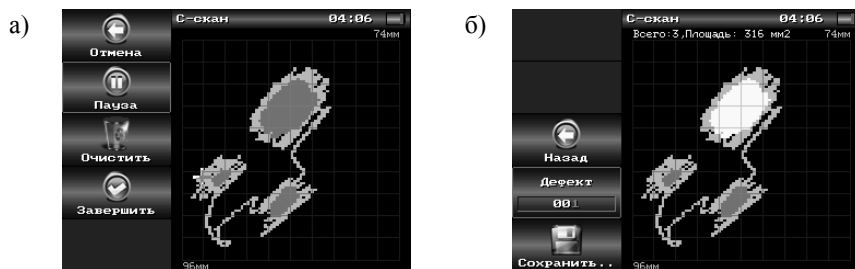 а)
С-скан 04:06
74мм
Отмена
Пауза
Очистить
Завершить
96мм
б)
С-скан 04:06
Всего:3,Площадь: 316 мм2 74мм
Назад
Дефект
001
Сохранить..
96мм